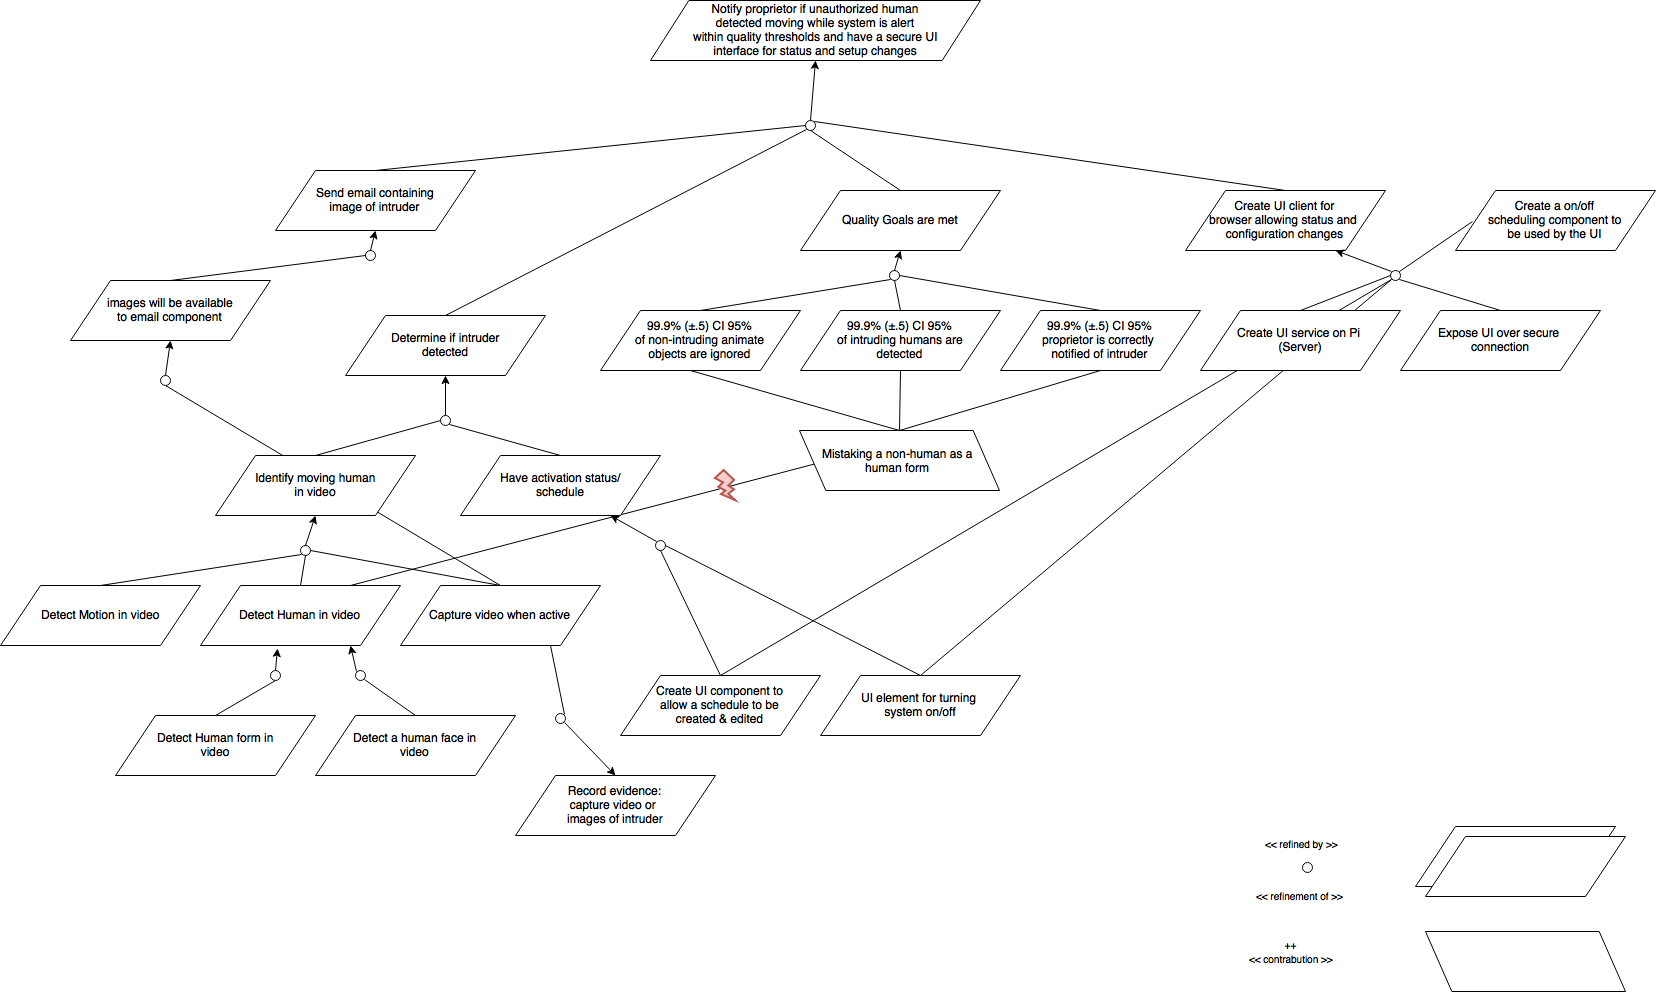 Notify proprietor if unauthorized human
detected moving while system is alert
within quality thresholds and have a secure UI
interface for status and setup changes
Send email containing
image of intruder
Quality Goals are met
Create UI client for
browser allowing status and
configuration changes
Create a on/off
scheduling component to
be used by the UI
images will be available
to email component
Determine if intruder
detected
99.9% (±.5) CI 95%
of non-intruding animate
objects are ignored
99.9% (±.5) CI 95%
of intruding humans are
detected
99.9% (±.5) CI 95%
proprietor is correctly
notified of intruder
Create UI service on Pi
(Server)
Expose UI over secure
connection
Identify moving human
in video
Have activation status/
schedule
Mistaking a non-human as a
human form
Detect Motion in video
Detect Human in video
Capture video when active
Create UI component to
allow a schedule to be
created & edited
UI element for turning
system on/off
Detect Human form in
video
Detect a human face in
video
Record evidence:
capture video or
images of intruder
<< refined by >>
<< refinement of >>
++
<< contrabution >>